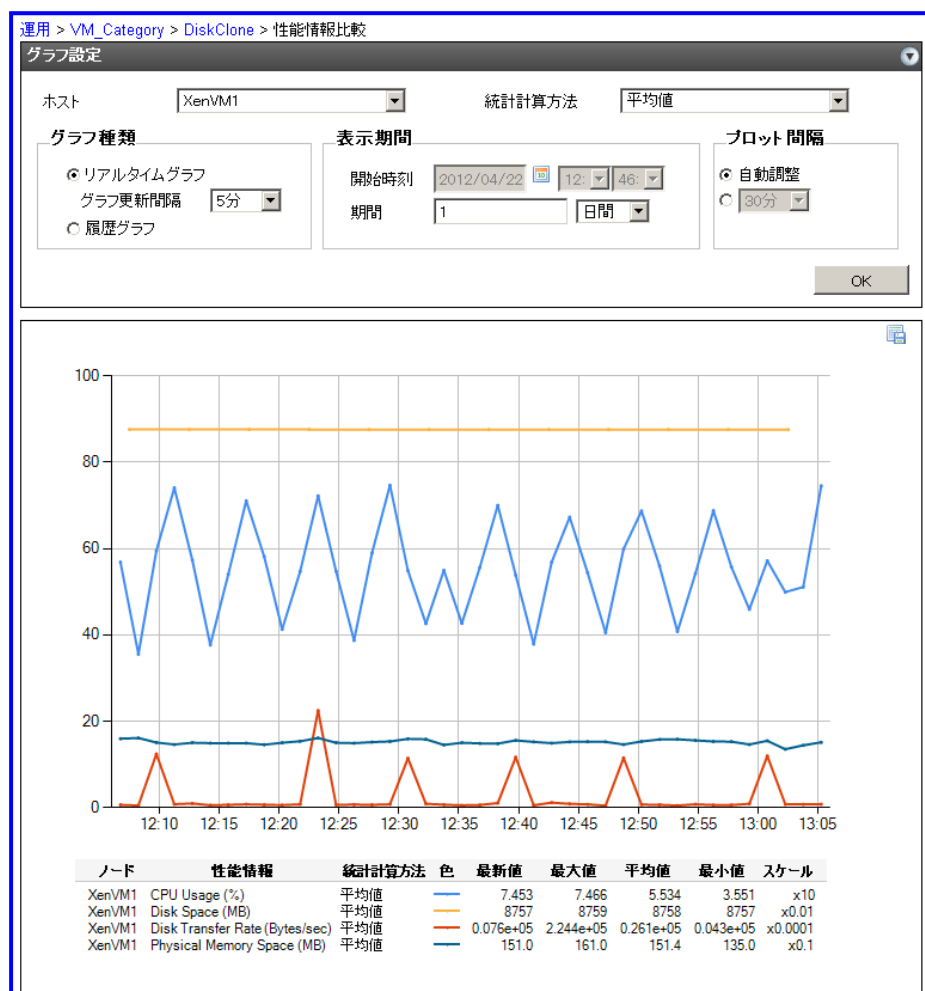 運用 > VM_Category > DiskClone > 性能情報比較
グラフ設定
ホスト XenVM1 統計計算方法 平均値
グラフ種類 表示期間 プロット間隔
リアルタイムグラフ 開始時刻 2012/04/22 12: 46: 自動調整
グラフ更新間隔 5分 期間 1 日間 30分
履歴グラフ
OK
100
80
60
40
20
0
12:10 12:15 12:20 12:25 12:30 12:35 12:40 12:45 12:50 12:55 13:00 13:05
ノード 性能情報 統計計算方法 色 最新値 最大値 平均値 最小値 スケール
XenVM1 CPU Usage (%) 平均値 7.453 7.466 5.534 3.551 x10
XenVM1 Disk Space (MB) 平均値 8757 8759 8758 8757 x0.01
XenVM1 Disk Transfer Rate (Bytes/sec) 平均値 0.076e+05 2.244e+05 0.261e+05 0.043e+05 x0.0001
XenVM1 Physical Memory Space (MB) 平均値 151.0 161.0 151.4 135.0 x0.1